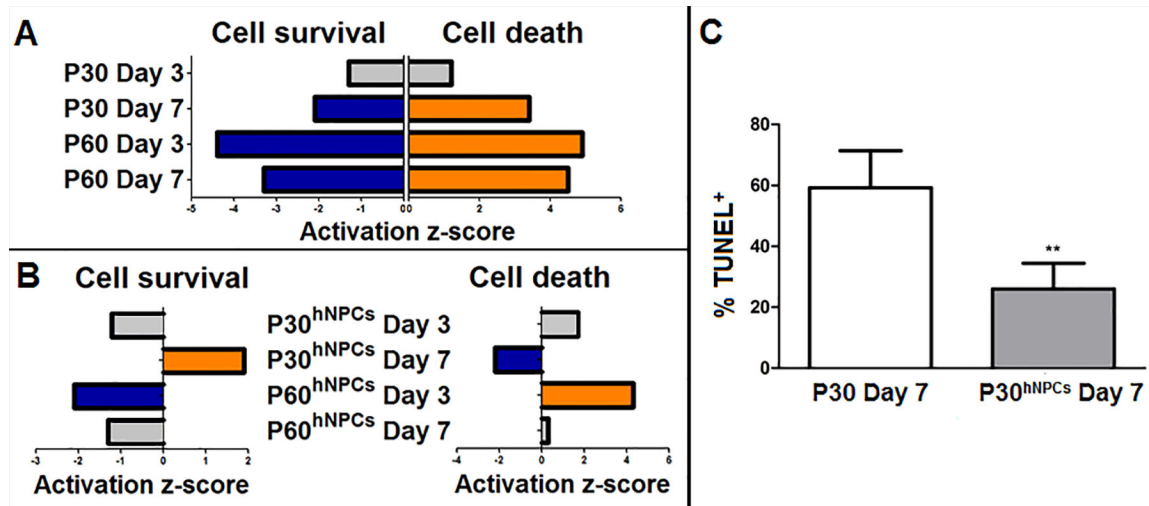 A
Cell survival Cell death
P30 Day 3
P30 Day 7
P60 Day 3
P60 Day 7
-5 -4 -3 -2 -1 00 2 4 6
Activation z-score
B
Cell survival Cell death
P30hNPCs Day 3
P30hNPCs Day 7
P60hNPCs Day 3
P60hNPCs Day 7
-3 -2 -1 0 1 2
Activation z-score
-4 -2 0 2 4 6
Activation z-score
C
% TUNEL+
80
60
40
20
0
**
P30 Day 7 P30hNPCs Day 7